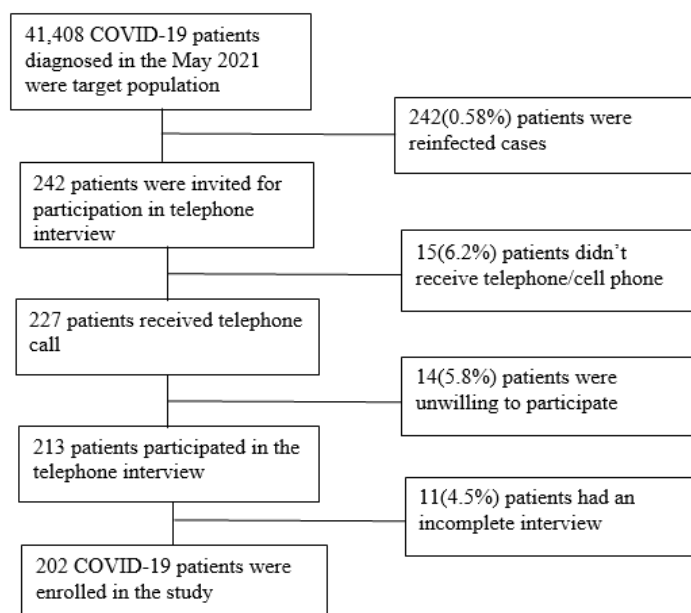 41,408 COVID-19 patients
diagnosed in the May 2021
were target population
242(0.58%) patients were
reinfected cases
242 patients were invited for
participation in telephone
interview
15(6.2%) patients didn’t
receive telephone/cell phone
227 patients received telephone
call
14(5.8%) patients were
unwilling to participate
213 patients participated in the
telephone interview
11(4.5%) patients had an
incomplete interview
202 COVID-19 patients were
enrolled in the study